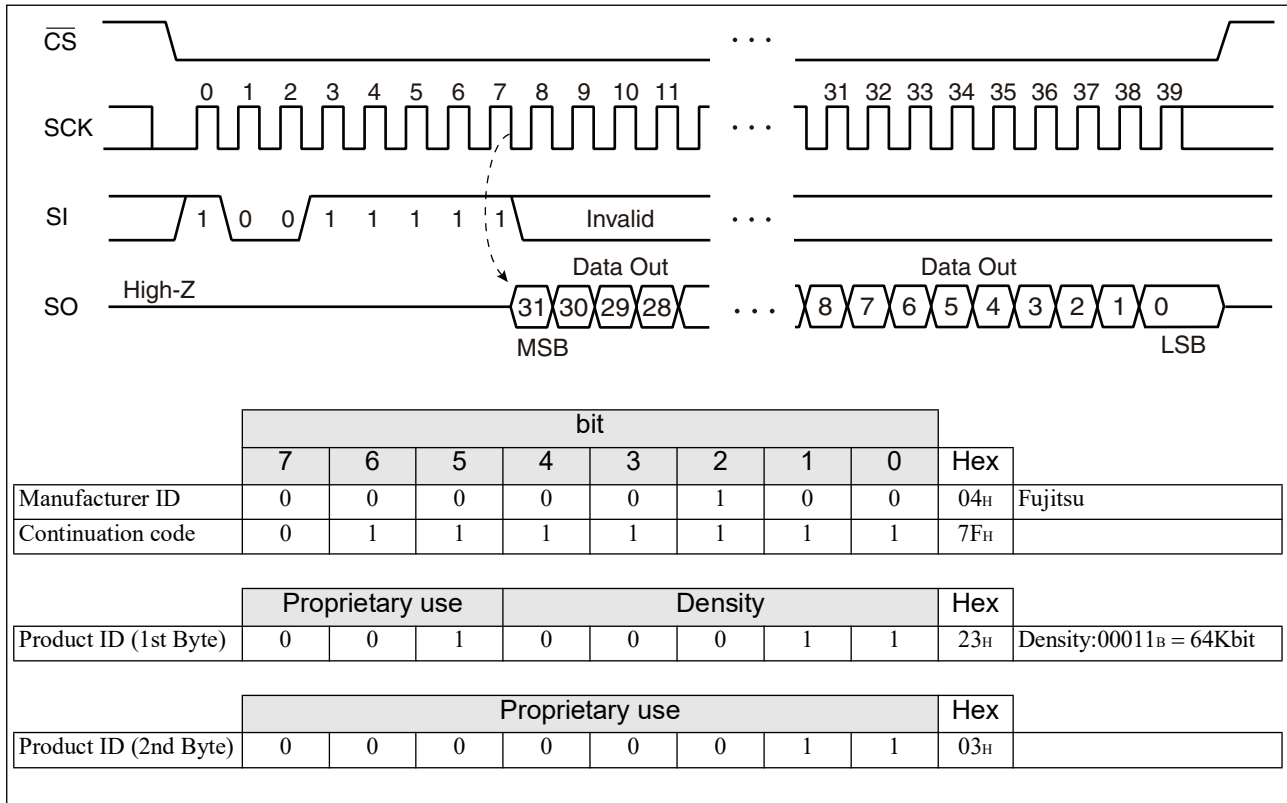 CS
· · ·
0 1 2 3 4 5 6 7 8 9 10 11 31 32 33 34 35 36 37 38 39
SCK · · ·
SI 1 0 0 1 1 1 1 1 Invalid · · ·
Data Out Data Out
High-Z
SO 31 30 29 28 · · · 8 7 6 5 4 3 2 1 0
MSB LSB
bit
7 6 5 4 3 2 1 0 Hex
Manufacturer ID 0 0 0 0 0 1 0 0 04H Fujitsu
Continuation code 0 1 1 1 1 1 1 1 7FH
Proprietary use Density Hex
Product ID (1st Byte) 0 0 1 0 0 0 1 1 23H Density:00011B = 64Kbit
Proprietary use Hex
Product ID (2nd Byte) 0 0 0 0 0 0 1 1 03H